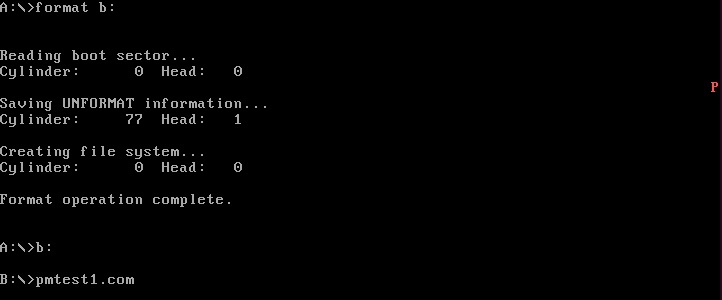 A:\>format b:
Reading boot sector...
Cylinder: 0 Head: 0
P
Saving UNFORMAT information...
Cylinder: 77 Head: 1
Creating file system...
Cylinder: 0 Head: 0
Format operation complete.
A:\>b:
B:\>pmtest1.com